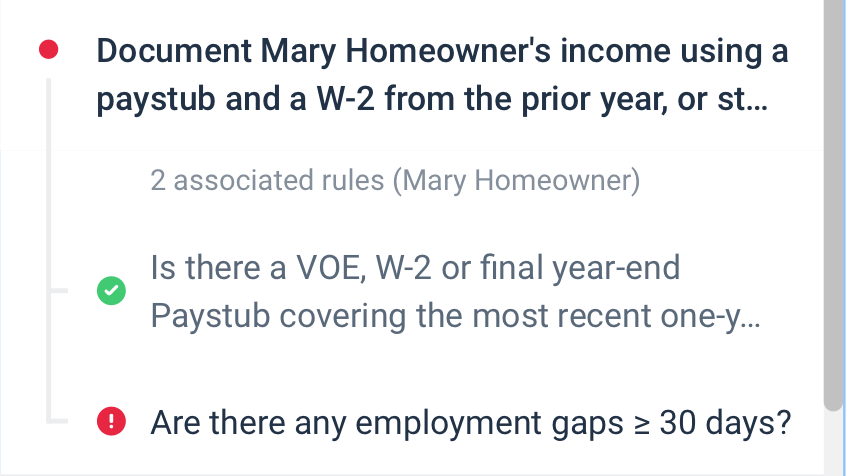 Document Mary Homeowner's income using a
paystub and a W-2 from the prior year, or st...
2 associated rules (Mary Homeowner)
Is there a VOE, W-2 or final year-end
Paystub covering the most recent one-y...
Are there any employment gaps ≥ 30 days?